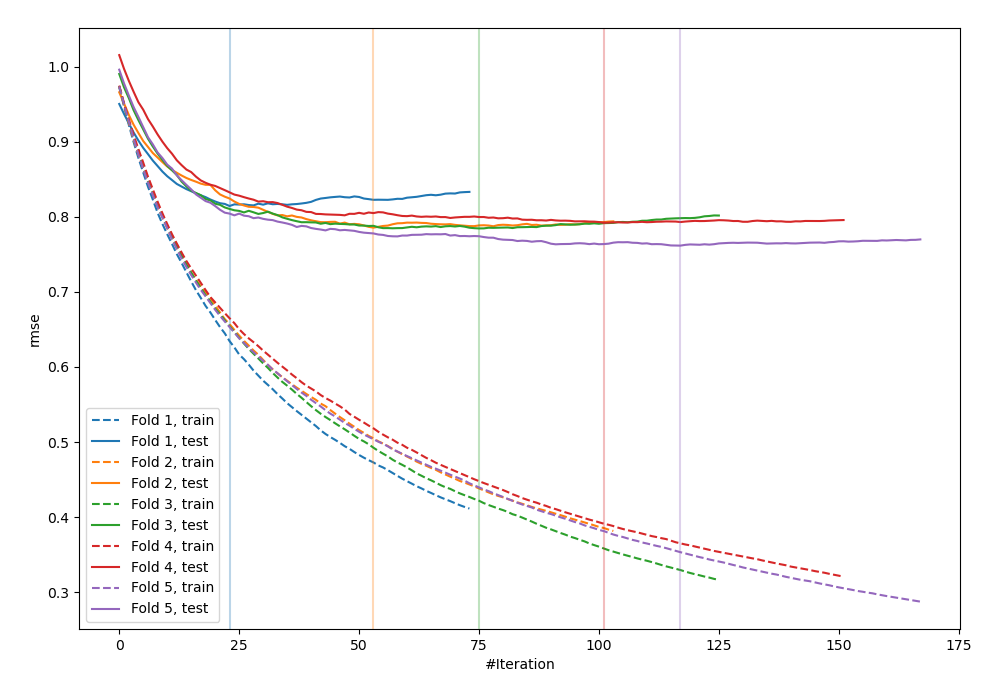 1.0
0.9
0.8
0.7
0.6
0.5
0.4
0.3
rmse
Fold 1, train
Fold 1, test
Fold 2, train
Fold 2, test
Fold 3, train
Fold 3, test
Fold 4, train
Fold 4, test
Fold 5, train
Fold 5, test
0 25 50 75 100 125 150 175
#Iteration